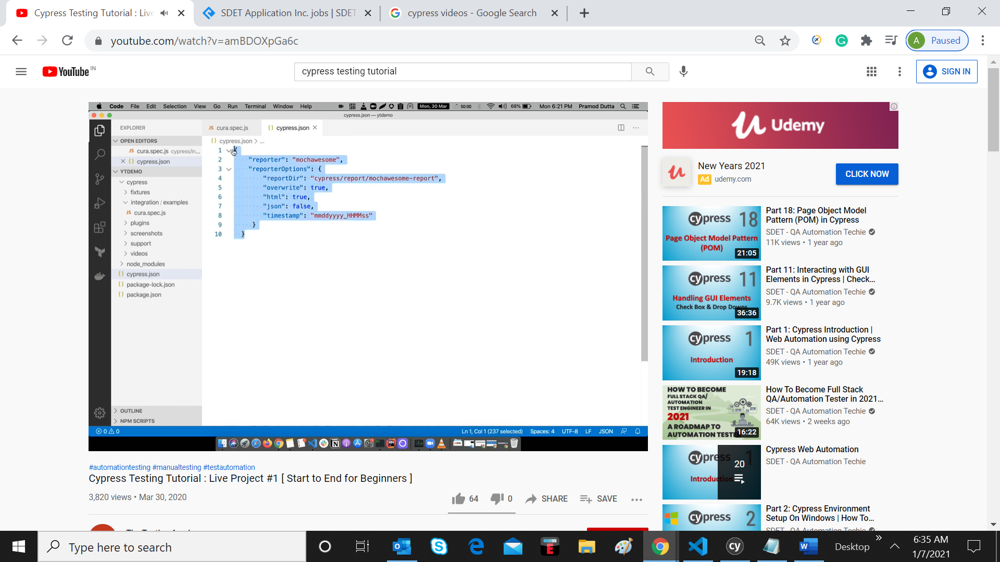 Cypress Testing Tutorial : Live
SDET Application Inc. jobs | SDET
cypress videos - Google Search
youtube.com/watch?v=amBDOXpGa6c
A Paused
YouTube IN
cypress testing tutorial
SIGN IN
Code File Edit Selection View Go Run Terminal Window Help
Mon, 30 Mar 50:00 68% Mon 6:21 PM Pramod Dutta
cypress.json — ytdemo
EXPLORER
JS cura.spec.js
{} cypress.json
OPEN EDITORS
JS cura.spec.js cypress/in...
{} cypress.json
YTDEMO
cypress
fixtures
integration / examples
JS cura.spec.js
plugins
screenshots
support
videos
node_modules
{} cypress.json
{} package-lock.json
{} package.json
OUTLINE
NPM SCRIPTS
{} cypress.json > ...
1 {
2 "reporter": "mochawesome",
3 "reporterOptions": {
4 "reportDir": "cypress/report/mochawesome-report",
5 "overwrite": true,
6 "html": true,
7 "json": false,
8 "timestamp": "mmddyyyy_HHMMss"
9 }
10 }
0 0
Ln 1, Col 1 (237 selected) Spaces: 4 UTF-8 LF JSON
#automationtesting #manualtesting #testautomation
Cypress Testing Tutorial : Live Project #1 [ Start to End for Beginners ]
3,820 views • Mar 30, 2020
64 0 SHARE SAVE
Udemy
New Years 2021
Ad udemy.com
CLICK NOW
cypress 18
Page Object Model Pattern
(POM)
21:05
Part 18: Page Object Model
Pattern (POM) in Cypress
SDET - QA Automation Techie
11K views • 1 year ago
cypress 11
Handling GUI Elements
Check Box & Drop Downs
36:36
Part 11: Interacting with GUI
Elements in Cypress | Check...
SDET - QA Automation Techie
9.7K views • 1 year ago
cypress 1
Introduction
19:18
Part 1: Cypress Introduction |
Web Automation using Cypress
SDET - QA Automation Techie
49K views • 1 year ago
HOW TO BECOME
FULL STACK QA/
AUTOMATION
TEST ENGINEER IN
2021
A ROADMAP TO
AUTOMATION TESTER
16:22
How To Become Full Stack
QA/Automation Tester in 2021...
SDET - QA Automation Techie
64K views • 2 weeks ago
cypress 1
Introduction
20
Cypress Web Automation
SDET - QA Automation Techie
cypress 2
Part 2: Cypress Environment
Setup On Windows | How To...
SDET - QA Automation Techie
Type here to search
cy
Desktop
6:35 AM
1/7/2021